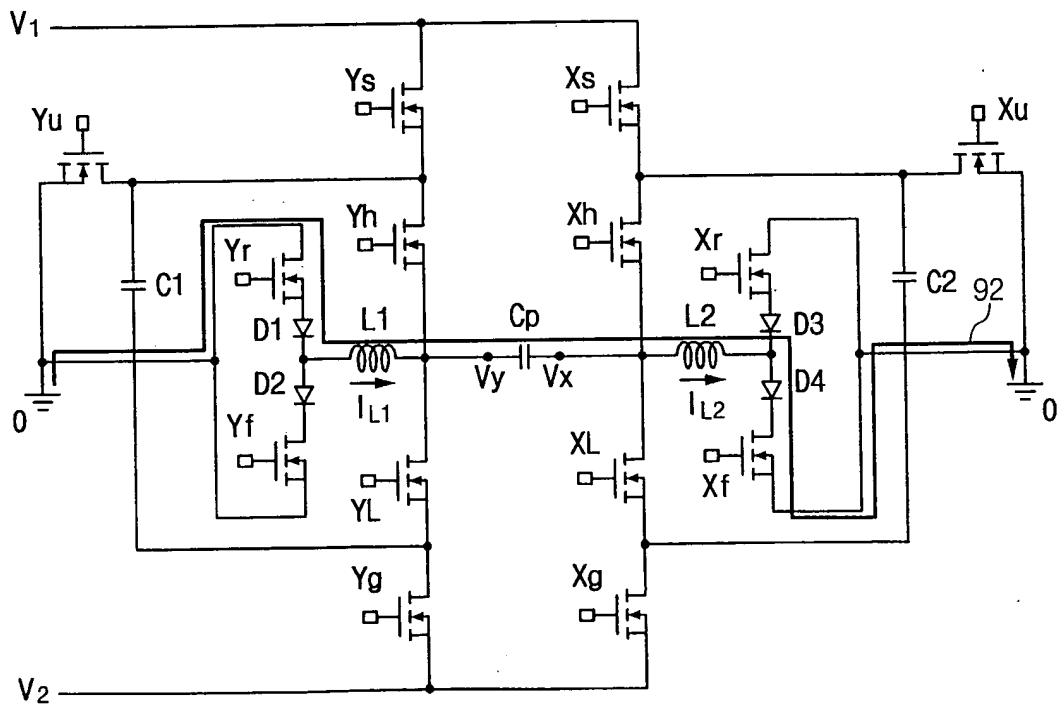 V1
Ys
Xs
Yu
Xu
Yh
Xh
Yr
Xr
C1
L1
Cp
L2
C2
92
D1
D3
Vy
Vx
D2
D4
IL1
IL2
0
0
Yf
XL
YL
Xf
Yg
Xg
V2